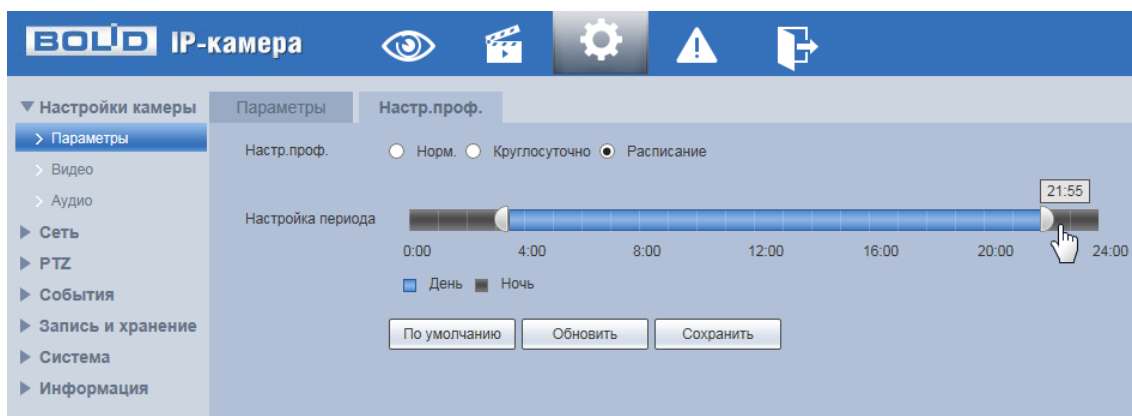 BOLID IP-камера
Настройки камеры
Параметры
Видео
Аудио
Сеть
PTZ
События
Запись и хранение
Система
Информация
Параметры Настр.проф.
Настр.проф. Норм. Круглосуточно Расписание
21:55
Настройка периода
0:00 4:00 8:00 12:00 16:00 20:00 24:00
День Ночь
По умолчанию Обновить Сохранить